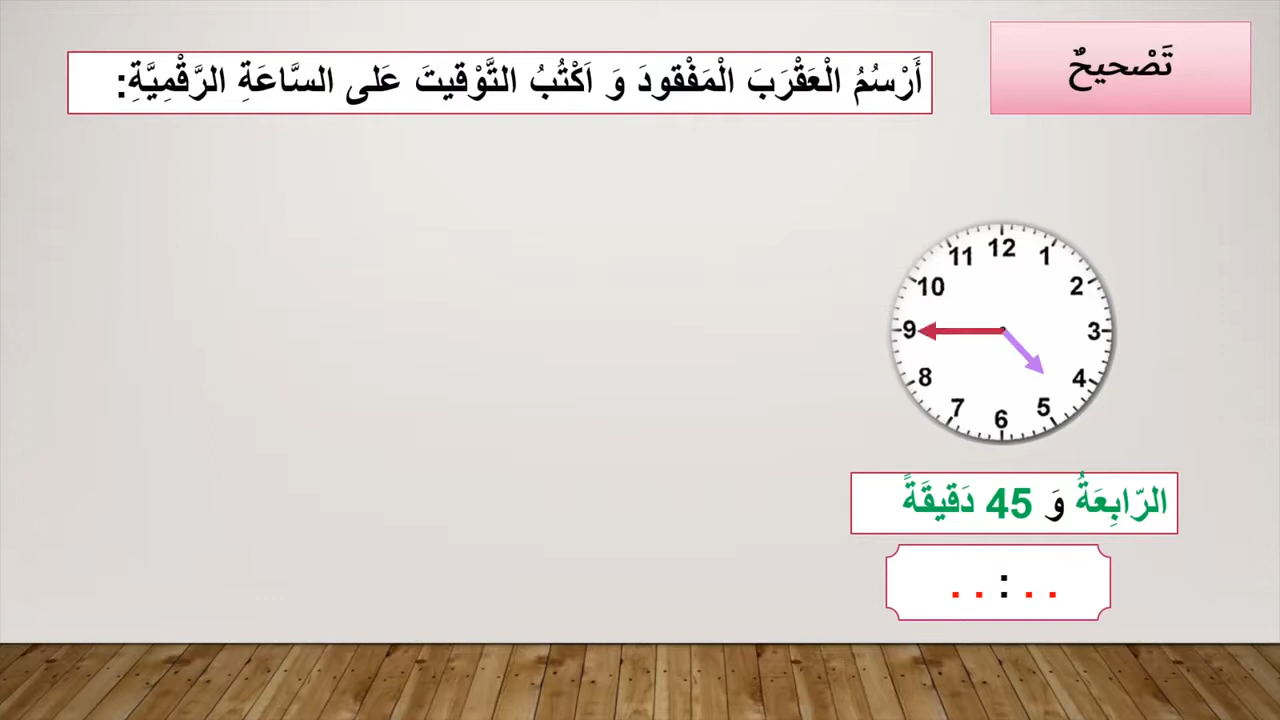 تَصْحيحٌ
أَرْسُمُ الْعَقْرَبَ الْمَفْقودَ وَ اَكْتُبُ التَّوْقيتَ عَلى السَّاعَةِ الرَّقْمِيَّةِ:
12
11 1
10 2
9 3
8 4
7 5
6
الرّابِعَةُ وَ 45 دَقيقَةً
. . : . .